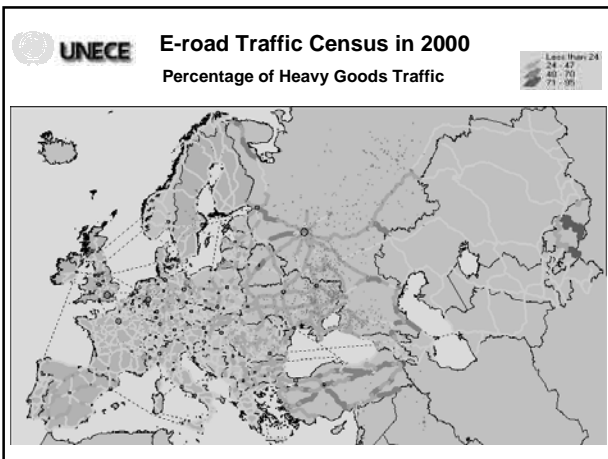 UNECE
E-road Traffic Census in 2000
Percentage of Heavy Goods Traffic
Less than 24
24 - 47
48 - 70
71 - 95